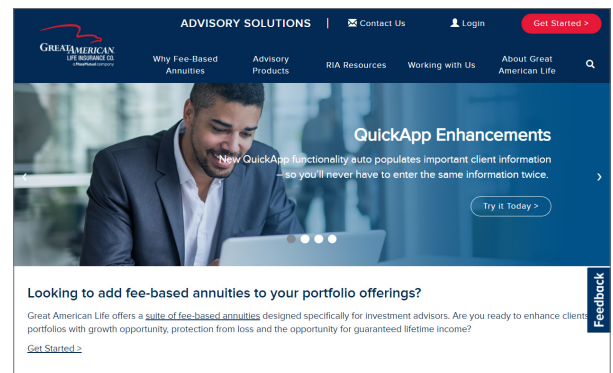 ADVISORY SOLUTIONS
Contact Us
Login
Get Started >
GREATAMERICAN
LIFE INSURANCE CO.
a MassMutual company
Why Fee-Based
Annuities
Advisory
Products
RIA Resources
Working with Us
About Great
American Life
QuickApp Enhancements
New QuickApp functionality auto populates important client information
– so you'll never have to enter the same information twice.
Try it Today >
Feedback
Looking to add fee-based annuities to your portfolio offerings?
Great American Life offers a suite of fee-based annuities designed specifically for investment advisors. Are you ready to enhance clients
portfolios with growth opportunity, protection from loss and the opportunity for guaranteed lifetime income?
Get Started >